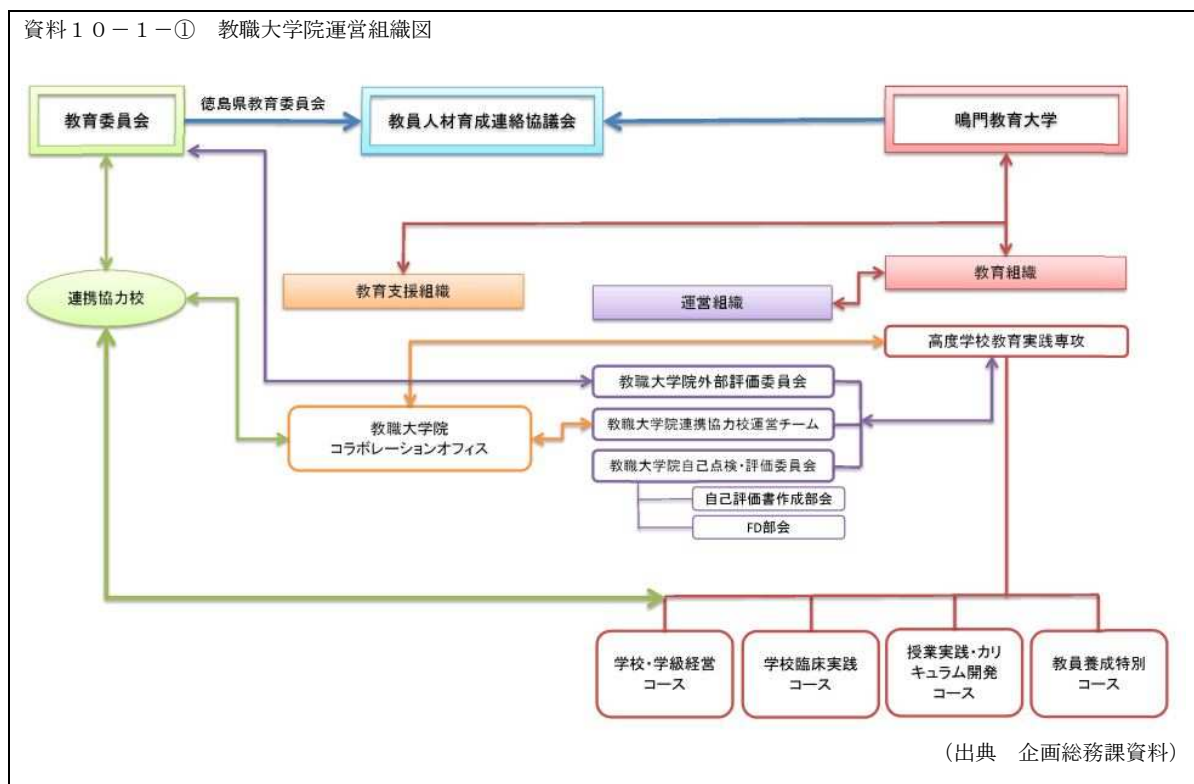 資料10－1－① 教職大学院運営組織図
教育委員会
徳島県教育委員会
教員人材育成連絡協議会
鳴門教育大学
連携協力校
教育支援組織
運営組織
教育組織
高度学校教育実践専攻
教職大学院外部評価委員会
教職大学院
コラボレーションオフィス
教職大学院連携協力校運営チーム
教職大学院自己点検・評価委員会
自己評価書作成部会
FD部会
学校・学級経営
コース
学校臨床実践
コース
授業実践・カリ
キュラム開発
コース
教員養成特別
コース
（出典 企画総務課資料）